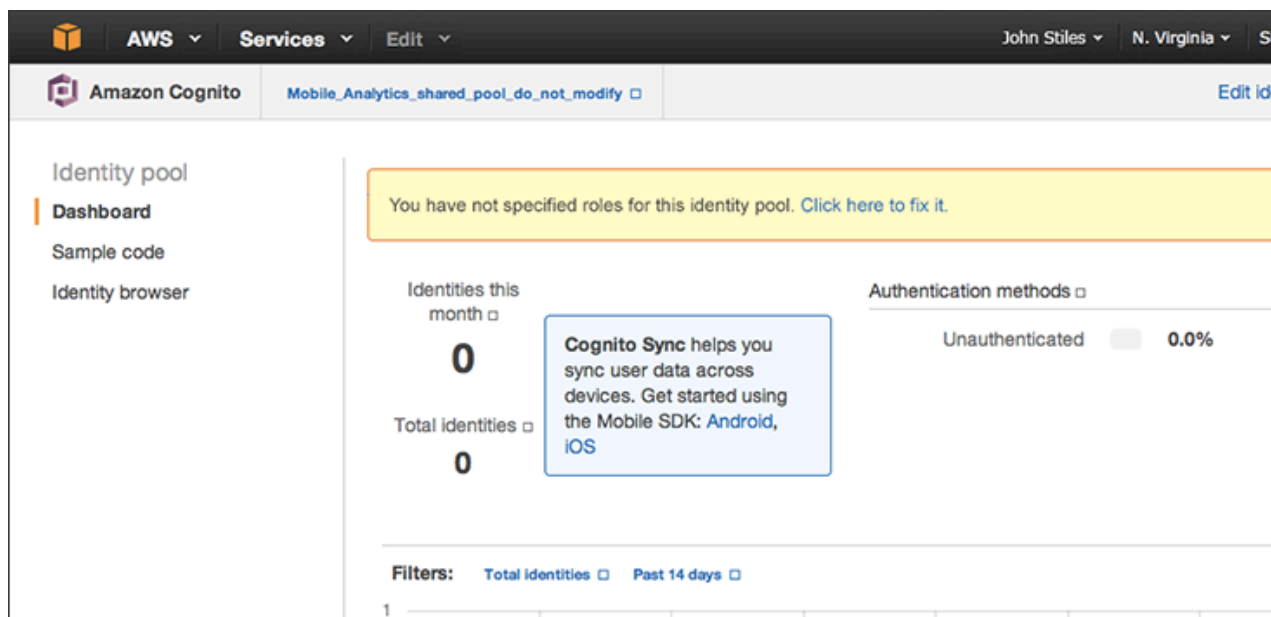 AWS Services Edit John Stiles N. Virginia
Amazon Cognito Mobile_Analytics_shared_pool_do_not_modify Edit
Identity pool
Dashboard
Sample code
Identity browser
You have not specified roles for this identity pool. Click here to fix it.
Identities this
month
0
Total identities
0
Cognito Sync helps you
sync user data across
devices. Get started using
the Mobile SDK: Android,
iOS
Authentication methods
Unauthenticated 0.0%
Filters: Total identities Past 14 days
1